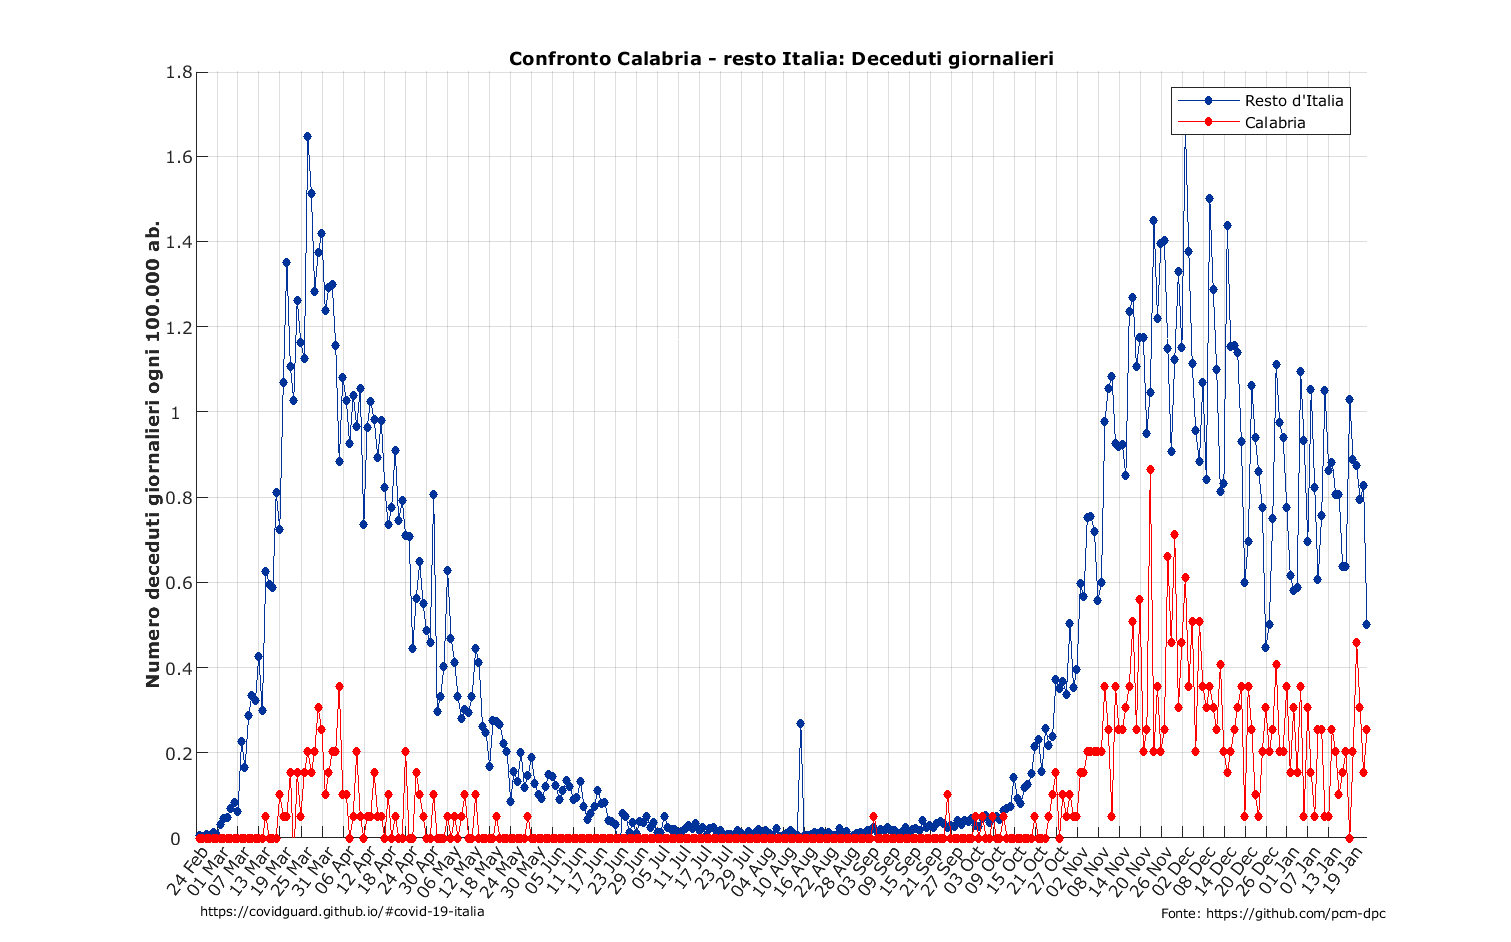 Confronto Calabria - resto Italia: Deceduti giornalieri
Numero deceduti giornalieri ogni 100.000 ab.
1.8
1.6
1.4
1.2
1
0.8
0.6
0.4
0.2
0
Resto d'Italia
Calabria
24 Feb
01 Mar
07 Mar
13 Mar
19 Mar
25 Mar
31 Mar
06 Apr
12 Apr
18 Apr
24 Apr
30 Apr
06 May
12 May
18 May
24 May
30 May
05 Jun
11 Jun
17 Jun
23 Jun
29 Jun
05 Jul
11 Jul
17 Jul
23 Jul
29 Jul
04 Aug
10 Aug
16 Aug
22 Aug
28 Aug
03 Sep
09 Sep
15 Sep
21 Sep
27 Sep
03 Oct
09 Oct
15 Oct
21 Oct
27 Oct
02 Nov
08 Nov
14 Nov
20 Nov
26 Nov
02 Dec
08 Dec
14 Dec
20 Dec
26 Dec
01 Jan
07 Jan
13 Jan
19 Jan
https://covidguard.github.io/#covid-19-italia
Fonte: https://github.com/pcm-dpc